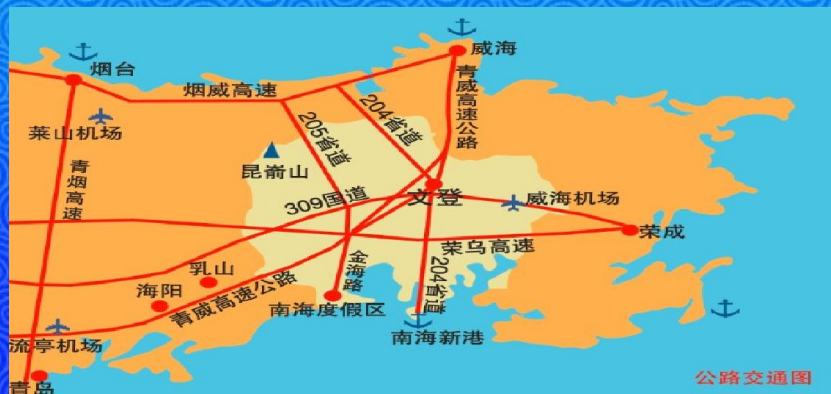 威海
烟台
烟威高速
青威高速公路
204省道
205省道
莱山机场
昆嵛山
青烟高速
309国道
文登
威海机场
荣成
荣乌高速
金海路
204省道
乳山
海阳
青威高速公路
南海度假区
南海新港
流亭机场
青岛
公路交通图